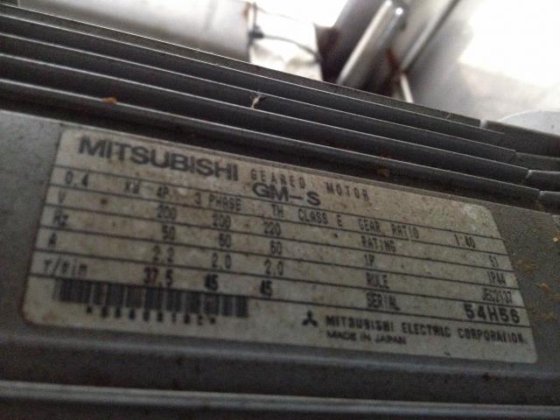 MITSUBISHI GEARED MOTOR
GM-S
0.4 KW 4P 3 PHASE TH CLASS E GEAR RATIO 1:40
V 200 200 220 RATING S1
Hz 50 60 60 IP IP44
A 2.2 2.0 2.0 RULE JEC2137
r/min 37.5 45 45 SERIAL 54H56
MITSUBISHI ELECTRIC CORPORATION
MADE IN JAPAN